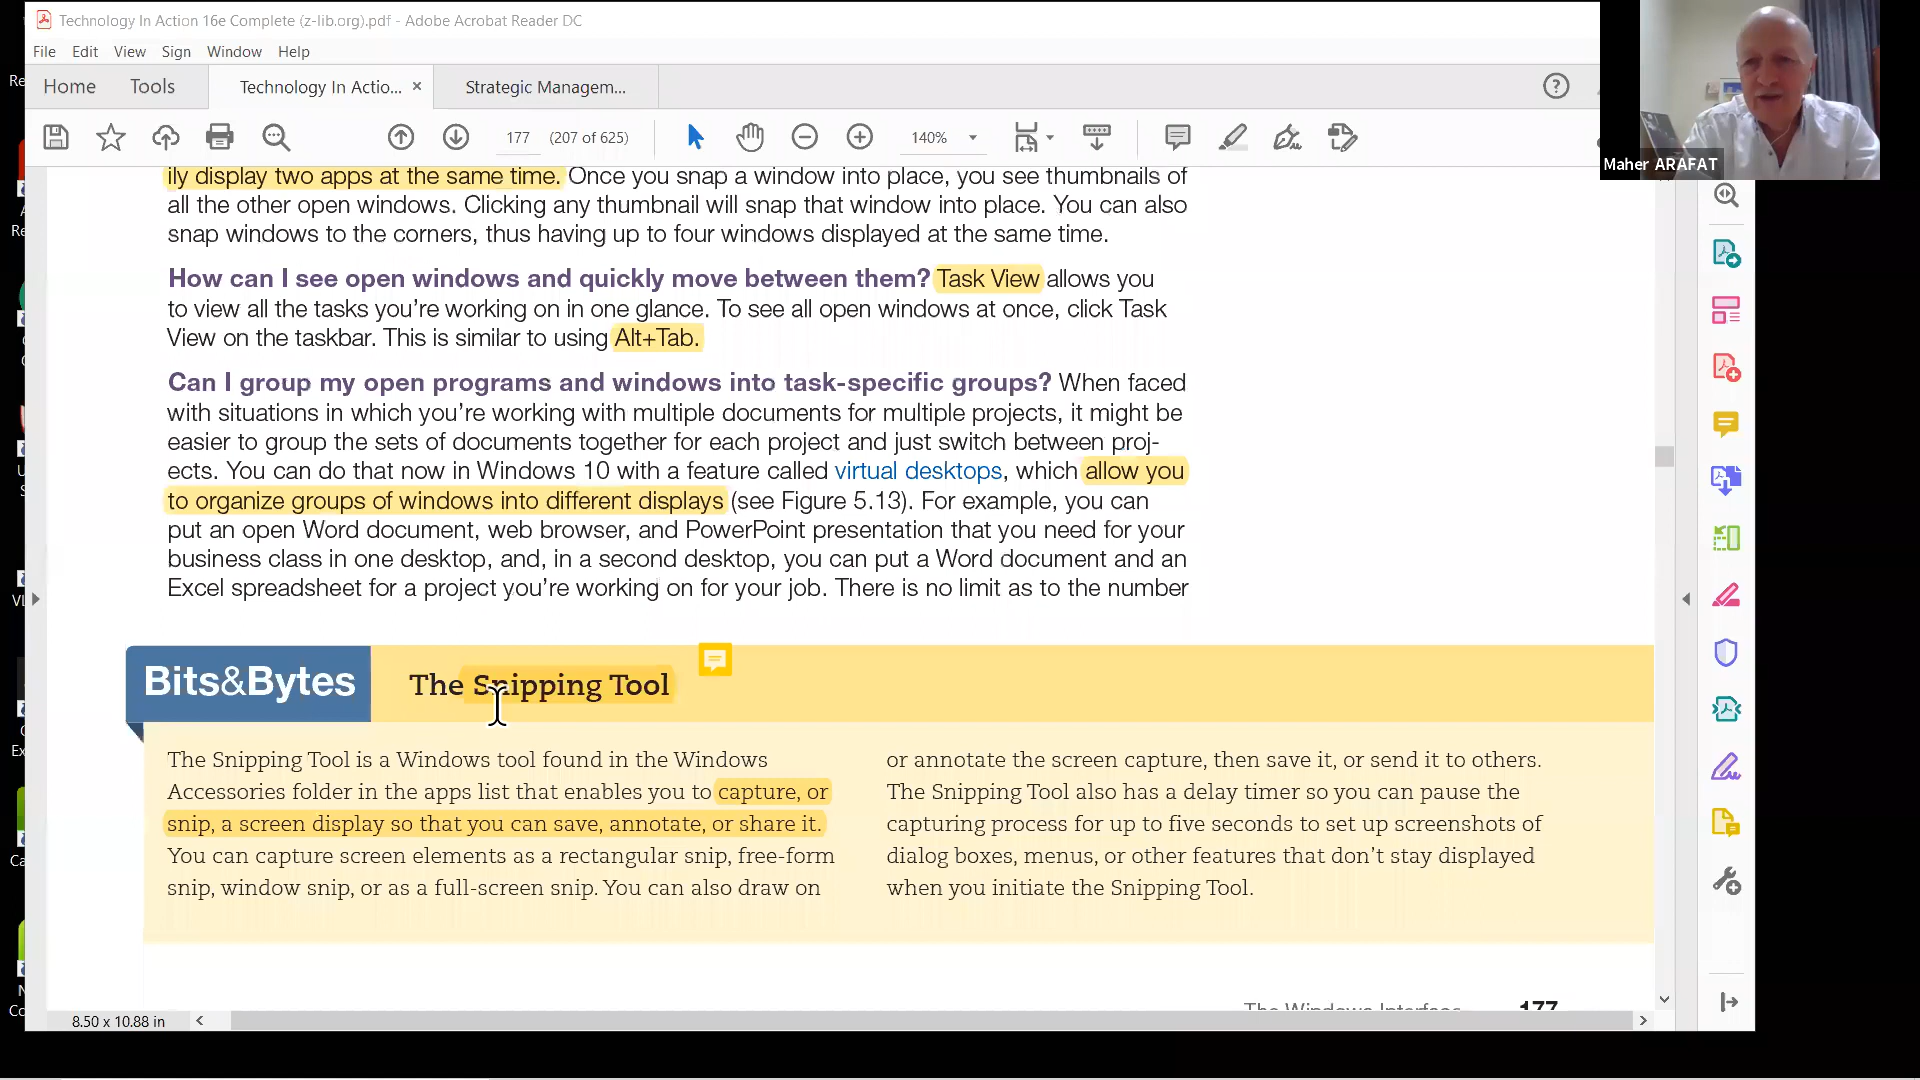 Technology In Action 16e Complete (z-lib.org).pdf - Adobe Acrobat Reader DC
File Edit View Sign Window Help
Home Tools Technology In Actio... × Strategic Managem...
177 (207 of 625) 140%
Maher ARAFAT
ily display two apps at the same time. Once you snap a window into place, you see thumbnails of
all the other open windows. Clicking any thumbnail will snap that window into place. You can also
snap windows to the corners, thus having up to four windows displayed at the same time.
How can I see open windows and quickly move between them? Task View allows you
to view all the tasks you’re working on in one glance. To see all open windows at once, click Task
View on the taskbar. This is similar to using Alt+Tab.
Can I group my open programs and windows into task-specific groups? When faced
with situations in which you’re working with multiple documents for multiple projects, it might be
easier to group the sets of documents together for each project and just switch between proj-
ects. You can do that now in Windows 10 with a feature called virtual desktops, which allow you
to organize groups of windows into different displays (see Figure 5.13). For example, you can
put an open Word document, web browser, and PowerPoint presentation that you need for your
business class in one desktop, and, in a second desktop, you can put a Word document and an
Excel spreadsheet for a project you’re working on for your job. There is no limit as to the number
Bits&Bytes The Snipping Tool
The Snipping Tool is a Windows tool found in the Windows
Accessories folder in the apps list that enables you to capture, or
snip, a screen display so that you can save, annotate, or share it.
You can capture screen elements as a rectangular snip, free-form
snip, window snip, or as a full-screen snip. You can also draw on
or annotate the screen capture, then save it, or send it to others.
The Snipping Tool also has a delay timer so you can pause the
capturing process for up to five seconds to set up screenshots of
dialog boxes, menus, or other features that don’t stay displayed
when you initiate the Snipping Tool.
The Windows Interface 177
8.50 x 10.88 in